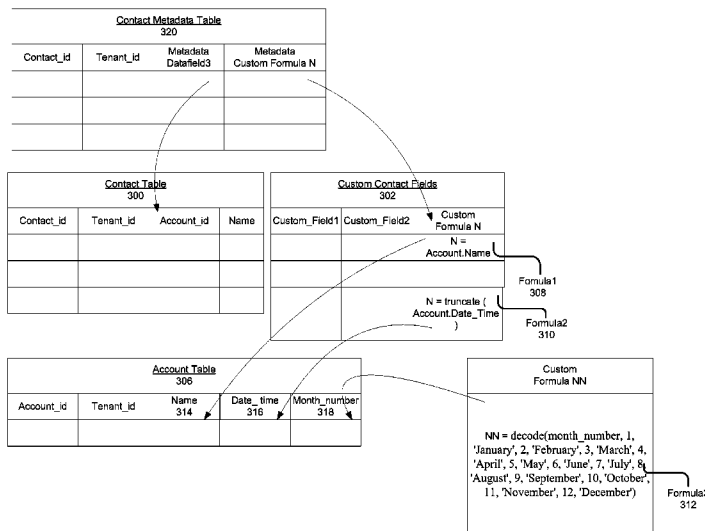 Contact Metadata Table
320
Contact_id
Tenant_id
Metadata
Datafield3
Metadata
Custom Formula N
Contact Table
300
Contact_id
Tenant_id
Account_id
Name
Custom Contact Fields
302
Custom_Field1
Custom_Field2
Custom
Formula N
N =
Account.Name
Fomula1
308
N = truncate (
Account.Date_Time
)
Formula2
310
Account Table
306
Account_id
Tenant_id
Name
314
Date_ time
316
Month_number
318
Custom
Formula NN
NN = decode(month_number, 1,
'January', 2, 'February', 3, 'March', 4,
'April', 5, 'May', 6, 'June', 7, 'July', 8,
'August', 9, 'September', 10, 'October',
11, 'November', 12, 'December')
Formula3
312